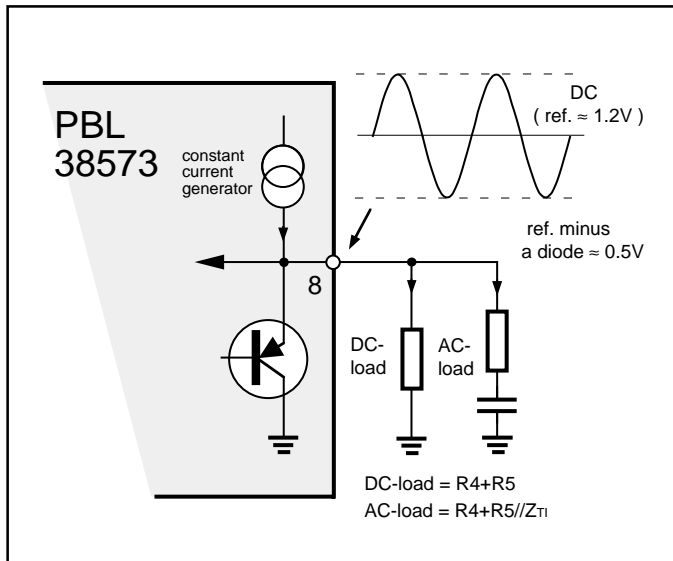 PBL
38573
constant
current
generator
DC
( ref. ≈ 1.2V )
ref. minus
a diode ≈ 0.5V
8
DC-
load
AC-
load
DC-load = R4+R5
AC-load = R4+R5//ZTI